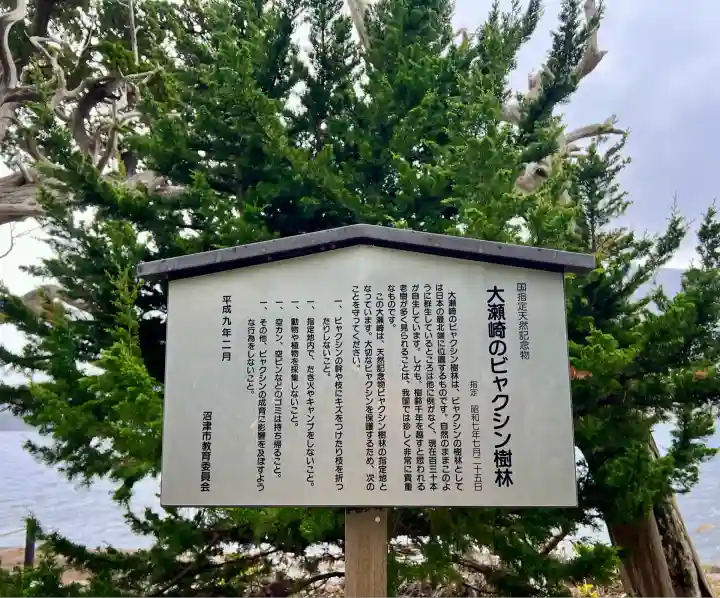 国指定天然記念物
大瀬崎のビャクシン樹林
指定 昭和七年七月二十五日
大瀬崎のビャクシン樹林は、ビャクシンの樹林として
は日本の最北端に位置するものです。自然のままこのよ
うに群生しているところは他に例がなく、現在百三十本
が自生しています。しかも、樹齢千年を越すと思われる
老樹が多く見られることは、我国では珍しく非常に貴重
なものです。
この大瀬崎は、天然記念物ビャクシン樹林の指定地と
なっています。大切なビャクシンを保護するため、次の
ことを守ってください。
一、ビャクシンの幹や枝にキズをつけたり枝を折っ
たりしないこと。
一、指定地内で、たき火やキャンプをしないこと。
一、動物や植物を採集しないこと。
一、空カン、空ビンなどのゴミは持ち帰ること。
一、その他、ビャクシンの成育に影響を及ぼすよう
な行為をしないこと。
平成九年二月
沼津市教育委員会